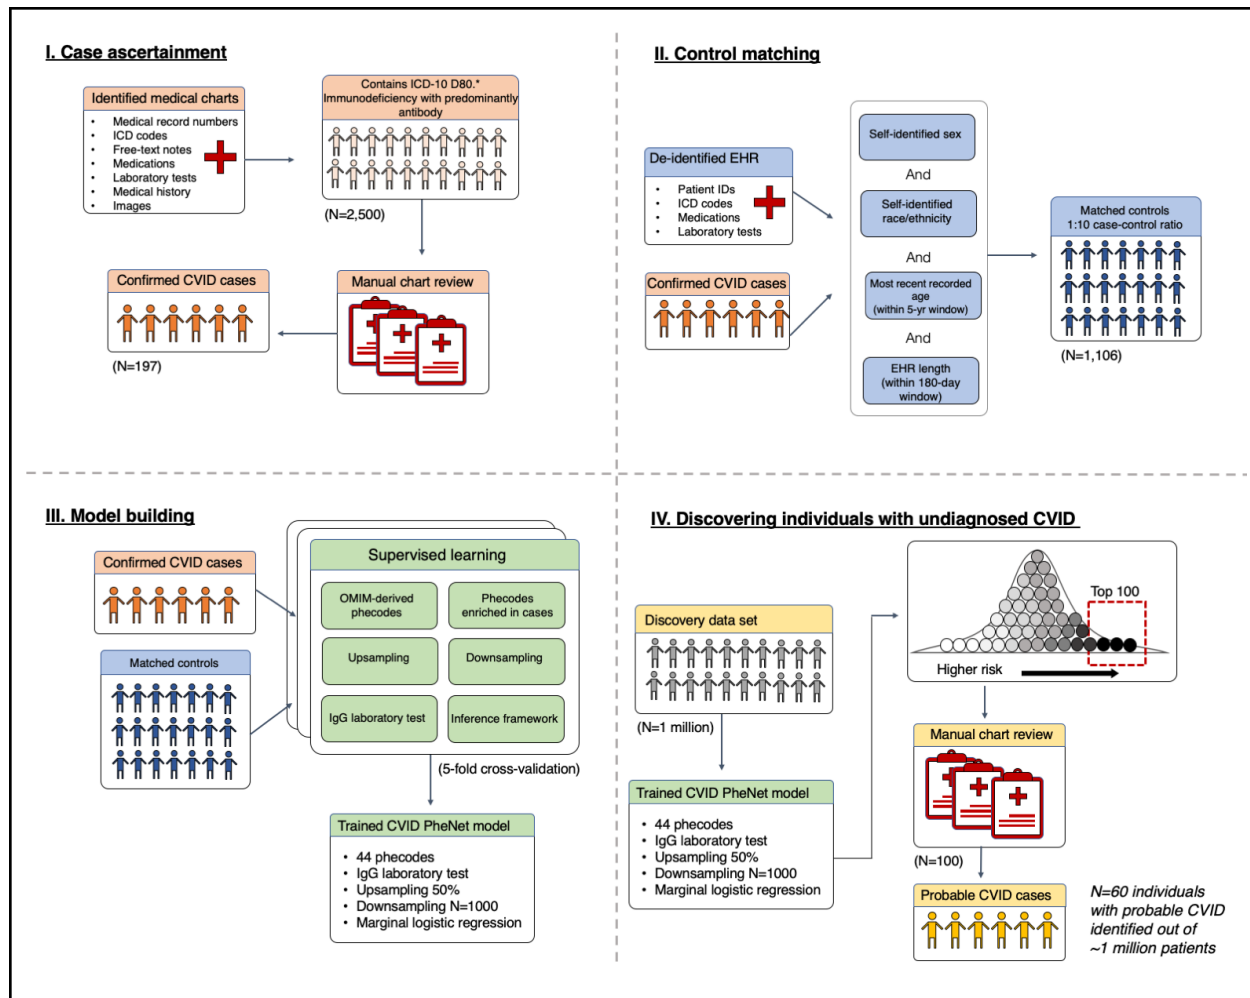 I. Case ascertainment
Identified medical charts
• Medical record numbers
• ICD codes
• Free-text notes
• Medications
• Laboratory tests
• Medical history
• Images
Contains ICD-10 D80.*
Immunodeficiency with predominantly
antibody
(N=2,500)
Manual chart review
Confirmed CVID cases
(N=197)
II. Control matching
De-identified EHR
• Patient IDs
• ICD codes
• Medications
• Laboratory tests
Confirmed CVID cases
Self-identified sex
And
Self-identified
race/ethnicity
And
Most recent recorded
age
(within 5-yr window)
And
EHR length
(within 180-day
window)
Matched controls
1:10 case-control ratio
(N=1,106)
III. Model building
Confirmed CVID cases
Matched controls
Supervised learning
OMIM-derived
phecodes
Phecodes
enriched in cases
Upsampling
Downsampling
IgG laboratory test
Inference framework
(5-fold cross-validation)
Trained CVID PheNet model
• 44 phecodes
• IgG laboratory test
• Upsampling 50%
• Downsampling N=1000
• Marginal logistic regression
IV. Discovering individuals with undiagnosed CVID
Discovery data set
(N=1 million)
Trained CVID PheNet model
• 44 phecodes
• IgG laboratory test
• Upsampling 50%
• Downsampling N=1000
• Marginal logistic regression
Top 100
Higher risk
Manual chart review
(N=100)
Probable CVID cases
N=60 individuals
with probable CVID
identified out of
~1 million patients